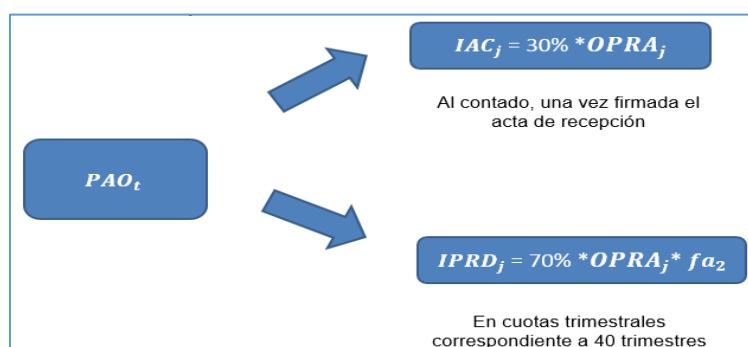 IAC_j = 30% *OPRA_j
Al contado, una vez firmada el
acta de recepción
PAO_t
IPRD_j = 70% *OPRA_j* fa_2
En cuotas trimestrales
correspondiente a 40 trimestres